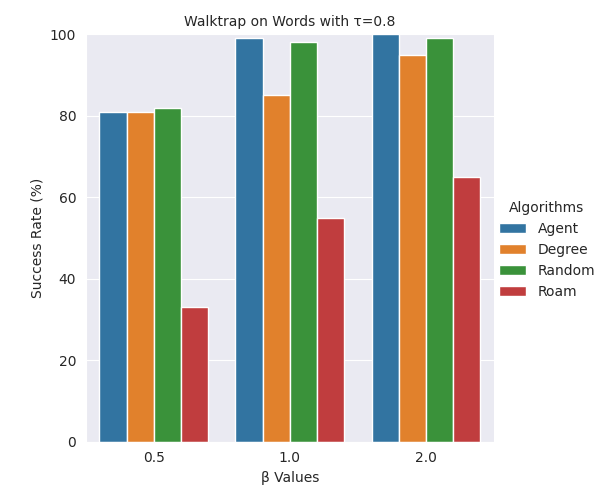 Walktrap on Words with τ=0.8
100
80
60
40
20
0
Success Rate (%)
0.5
1.0
2.0
β Values
Algorithms
Agent
Degree
Random
Roam